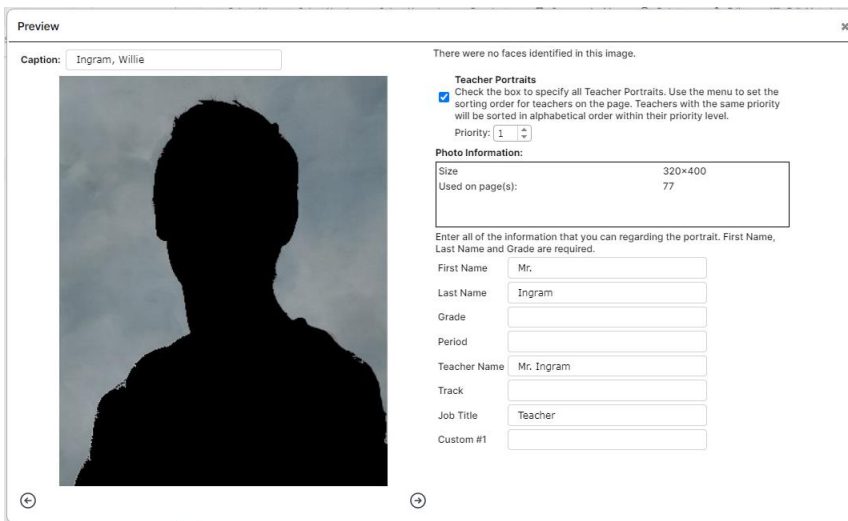 Preview
Caption: Ingram, Willie
There were no faces identified in this image.
Teacher Portraits
Check the box to specify all Teacher Portraits. Use the menu to set the
sorting order for teachers on the page. Teachers with the same priority
will be sorted in alphabetical order within their priority level.
Priority: 1
Photo Information:
Size 320×400
Used on page(s): 77
Enter all of the information that you can regarding the portrait. First Name,
Last Name and Grade are required.
First Name Mr.
Last Name Ingram
Grade
Period
Teacher Name Mr. Ingram
Track
Job Title Teacher
Custom #1